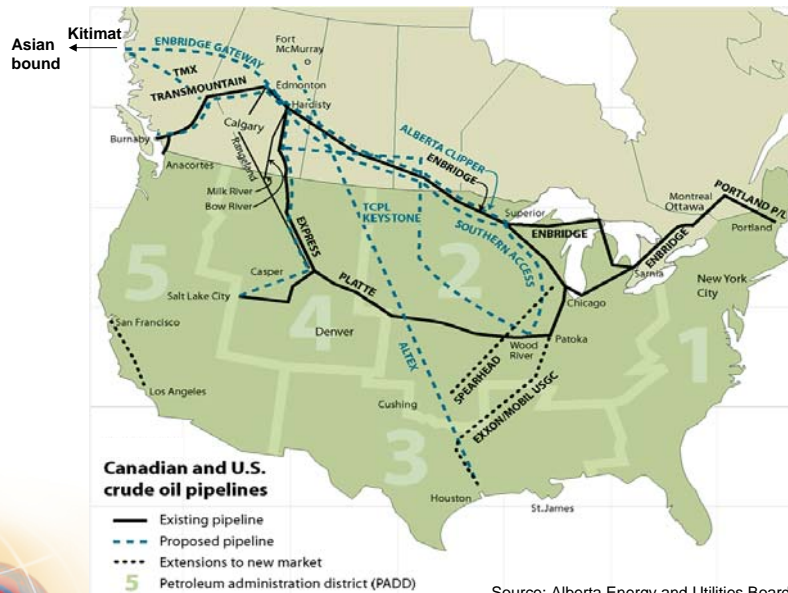 Kitimat
Asian
bound
ENBRIDGE GATEWAY
Fort
McMurray
TMX
TRANSMOUNTAIN
Edmonton
Hardisty
Calgary
Burnaby
Rangeland
Anacortes
Milk River
Bow River
ALBERTA CLIPPER
ENBRIDGE
Superior
Montreal
Ottawa
PORTLAND P/L
Portland
TCPL
KEYSTONE
SOUTHERN ACCESS
ENBRIDGE
ENBRIDGE
Sarnia
New York
City
EXPRESS
5
2
Casper
PLATTE
Chicago
Salt Lake City
4
San Francisco
Denver
ALTEX
Wood
River
Patoka
1
SPEARHEAD
Los Angeles
Cushing
EXXON/MOBIL USGC
3
Houston
St.James
Canadian and U.S.
crude oil pipelines
Existing pipeline
Proposed pipeline
Extensions to new market
5 Petroleum administration district (PADD)
Source: Alberta Energy and Utilities Board